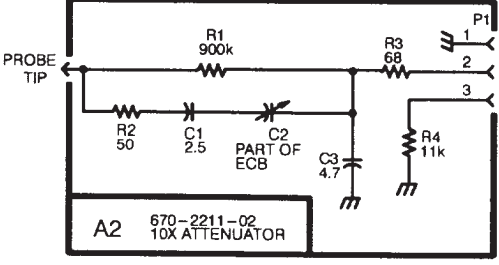 P1
R1
900k
1
R3
68
PROBE
TIP
2
3
R2
50
C1
2.5
C2
PART OF
ECB
R4
11k
C3
4.7
A2
670-2211-02
10X ATTENUATOR